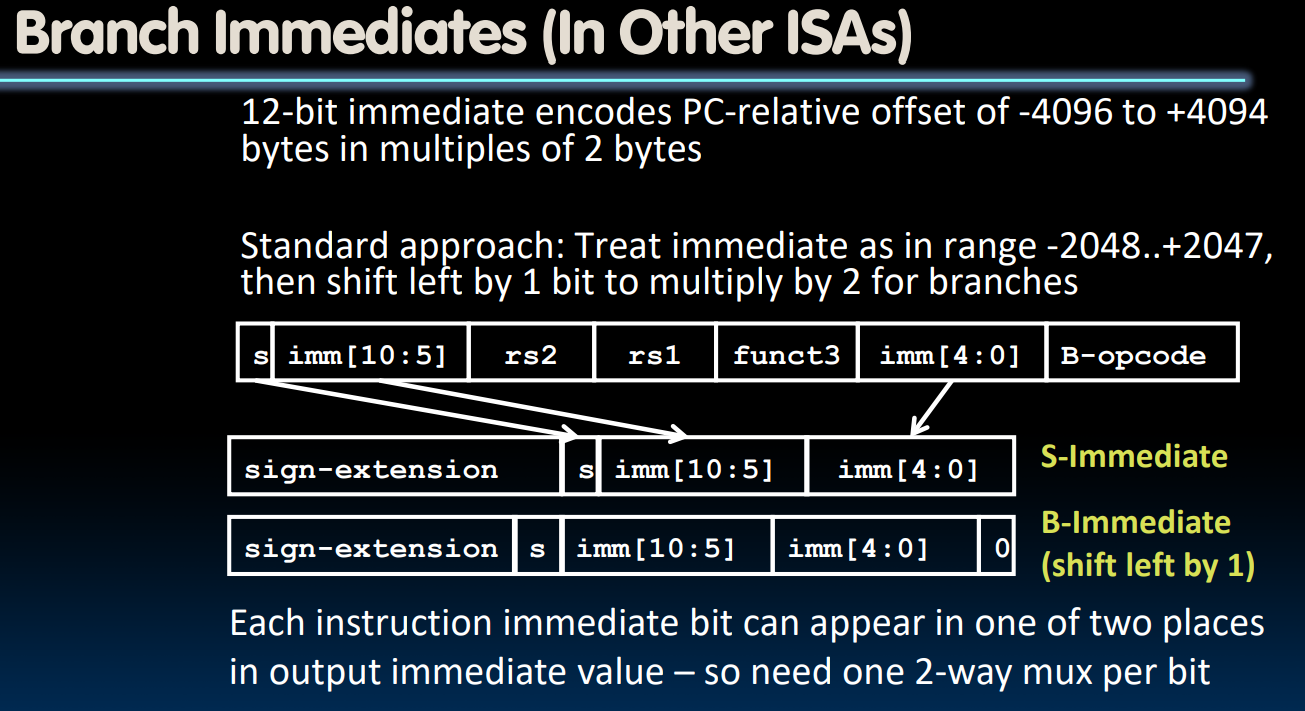 Branch Immediates (In Other ISAs)
12-bit immediate encodes PC-relative offset of -4096 to +4094
bytes in multiples of 2 bytes
Standard approach: Treat immediate as in range -2048..+2047,
then shift left by 1 bit to multiply by 2 for branches
s imm[10:5] rs2 rs1 funct3 imm[4:0] B-opcode
sign-extension s imm[10:5] imm[4:0] S-Immediate
sign-extension s imm[10:5] imm[4:0] 0 B-Immediate
(shift left by 1)
Each instruction immediate bit can appear in one of two places
in output immediate value – so need one 2-way mux per bit